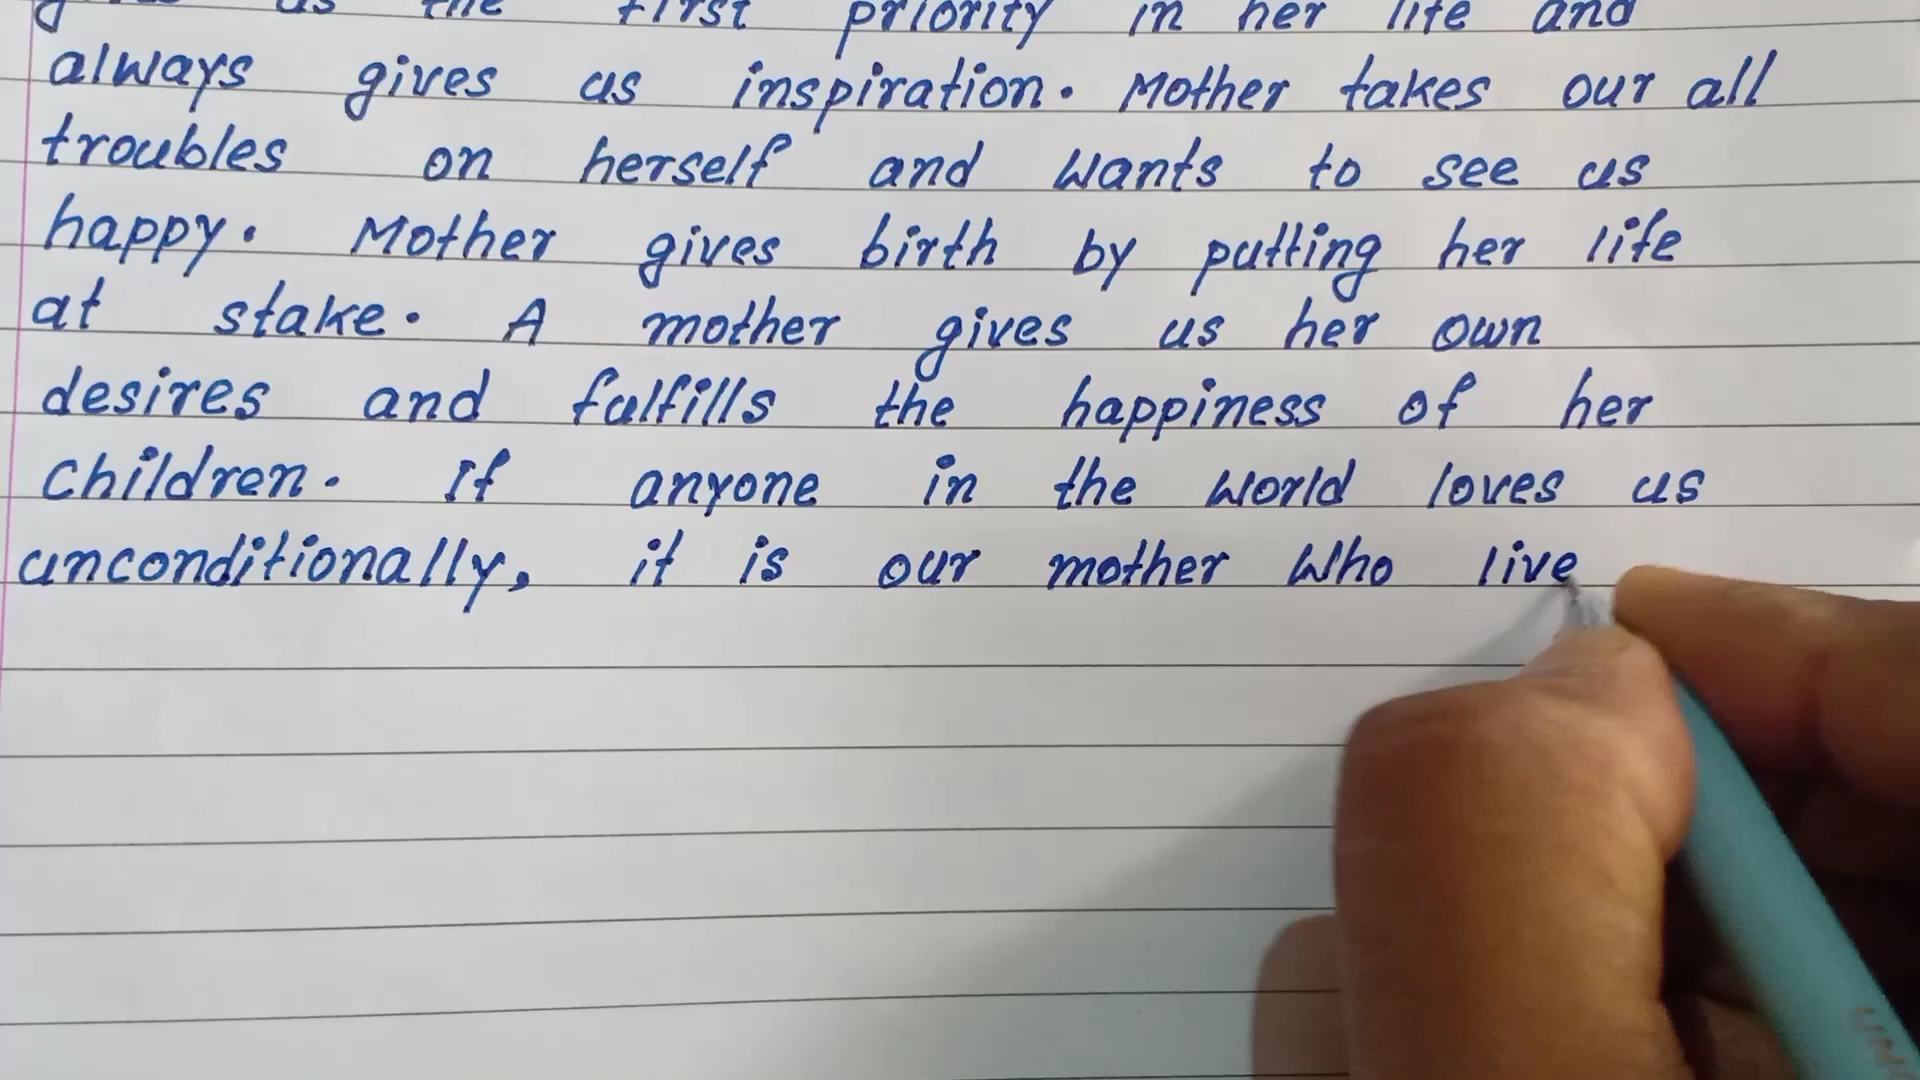 us the first priority in her life and
always gives us inspiration. Mother takes our all
troubles on herself and wants to see us
happy. Mother gives birth by putting her life
at stake. A mother gives us her own
desires and fulfills the happiness of her
children. If anyone in the world loves us
unconditionally, it is our mother who live